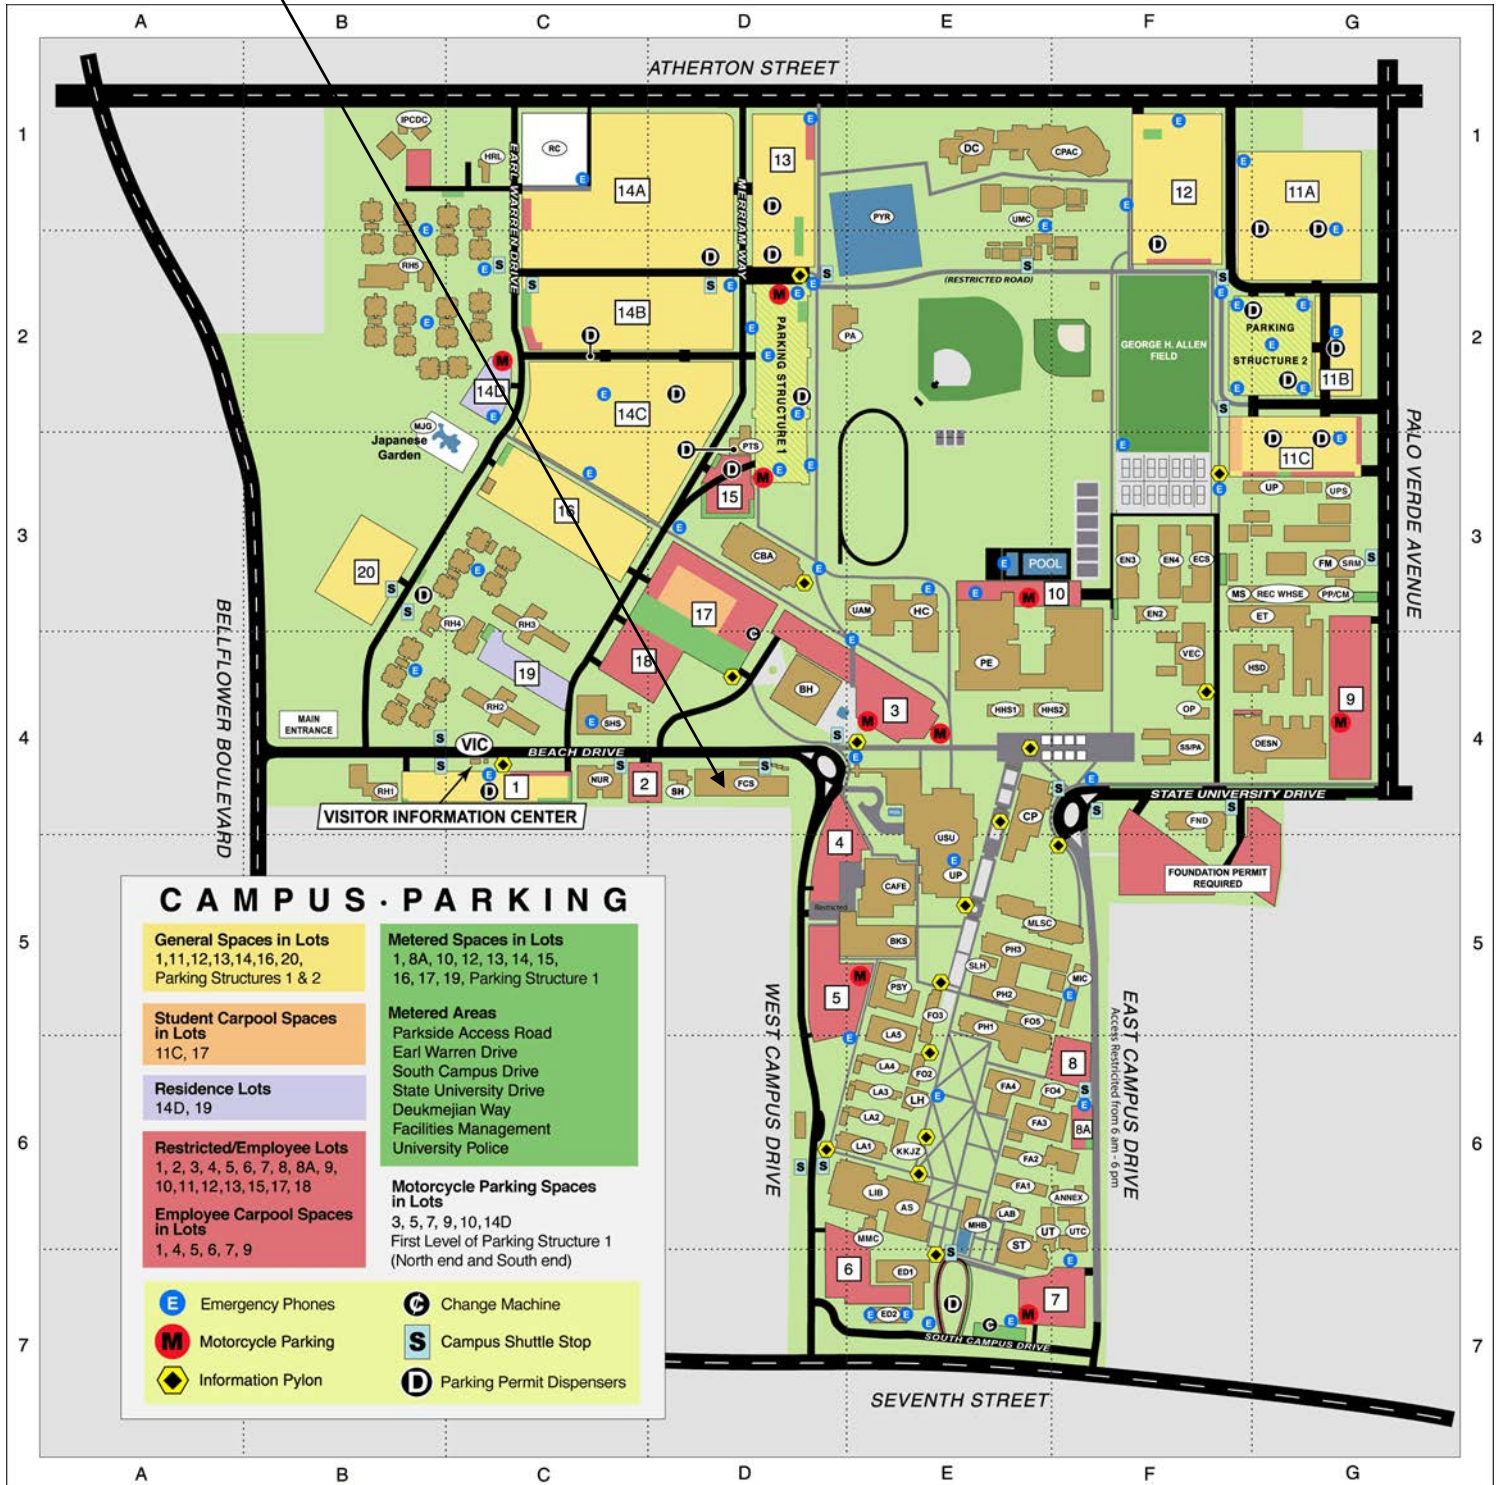 A B C D E F G
ATHERTON STREET
1 1
IPCDC
HRL
RC
14A
13
DC
CPAC
12
11A
PYR
UMC
EARL WARREN DRIVE
MERRIAM WAY
RH5
(RESTRICTED ROAD)
14B
2 2
PARKING STRUCTURE 1
PA
GEORGE H. ALLEN
FIELD
PARKING
STRUCTURE 2
11B
14D
14C
MJG
Japanese
Garden
PTS
11C
PALO VERDE AVENUE
15
UP
UPS
16
3 3
CBA
EN3
EN4
ECS
FM
SRM
20
POOL
10
MS
REC WHSE
PP/CM
BELLFLOWER BOULEVARD
17
UAM
HC
EN2
ET
RH4
RH3
18
PE
VEC
HSD
19
BH
9
RH2
3
HHS1
HHS2
OP
MAIN
ENTRANCE
SHS
4 4
VIC
BEACH DRIVE
SS/PA
DESN
RH1
1
NUR
2
SH
FCS
STATE UNIVERSITY DRIVE
VISITOR INFORMATION CENTER
CP
FND
4
USU
UP
FOUNDATION PERMIT
REQUIRED
CAFE
Restricted
5 5
MLSC
BKS
PH3
SLH
MIC
5
PSY
PH2
WEST CAMPUS DRIVE
EAST CAMPUS DRIVE
Access Restricited from 6 am - 6 pm
FO3
PH1
FO5
LA5
8
LA4
FO2
FA4
FO4
LA3
LH
LA2
FA3
8A
6
LA1
KKJZ
FA2
LIB
FA1
ANNEX
AS
LAB
MHB
UT
UTC
MMC
ST
6
ED1
7
ED2
SOUTH CAMPUS DRIVE
7 7
SEVENTH STREET
CAMPUS · PARKING
General Spaces in Lots
1,11,12,13,14,16, 20,
Parking Structures 1 & 2
Student Carpool Spaces
in Lots
11C, 17
Residence Lots
14D, 19
Restricted/Employee Lots
1, 2, 3, 4, 5, 6, 7, 8, 8A, 9,
10,11,12,13,15,17,18
Employee Carpool Spaces
in Lots
1, 4, 5, 6, 7, 9
Metered Spaces in Lots
1, 8A, 10, 12, 13, 14, 15,
16, 17, 19, Parking Structure 1
Metered Areas
Parkside Access Road
Earl Warren Drive
South Campus Drive
State University Drive
Deukmejian Way
Facilities Management
University Police
Motorcycle Parking Spaces
in Lots
3, 5, 7, 9, 10, 14D
First Level of Parking Structure 1
(North end and South end)
E Emergency Phones
M Motorcycle Parking
Information Pylon
¢ Change Machine
S Campus Shuttle Stop
D Parking Permit Dispensers
A B C D E F G